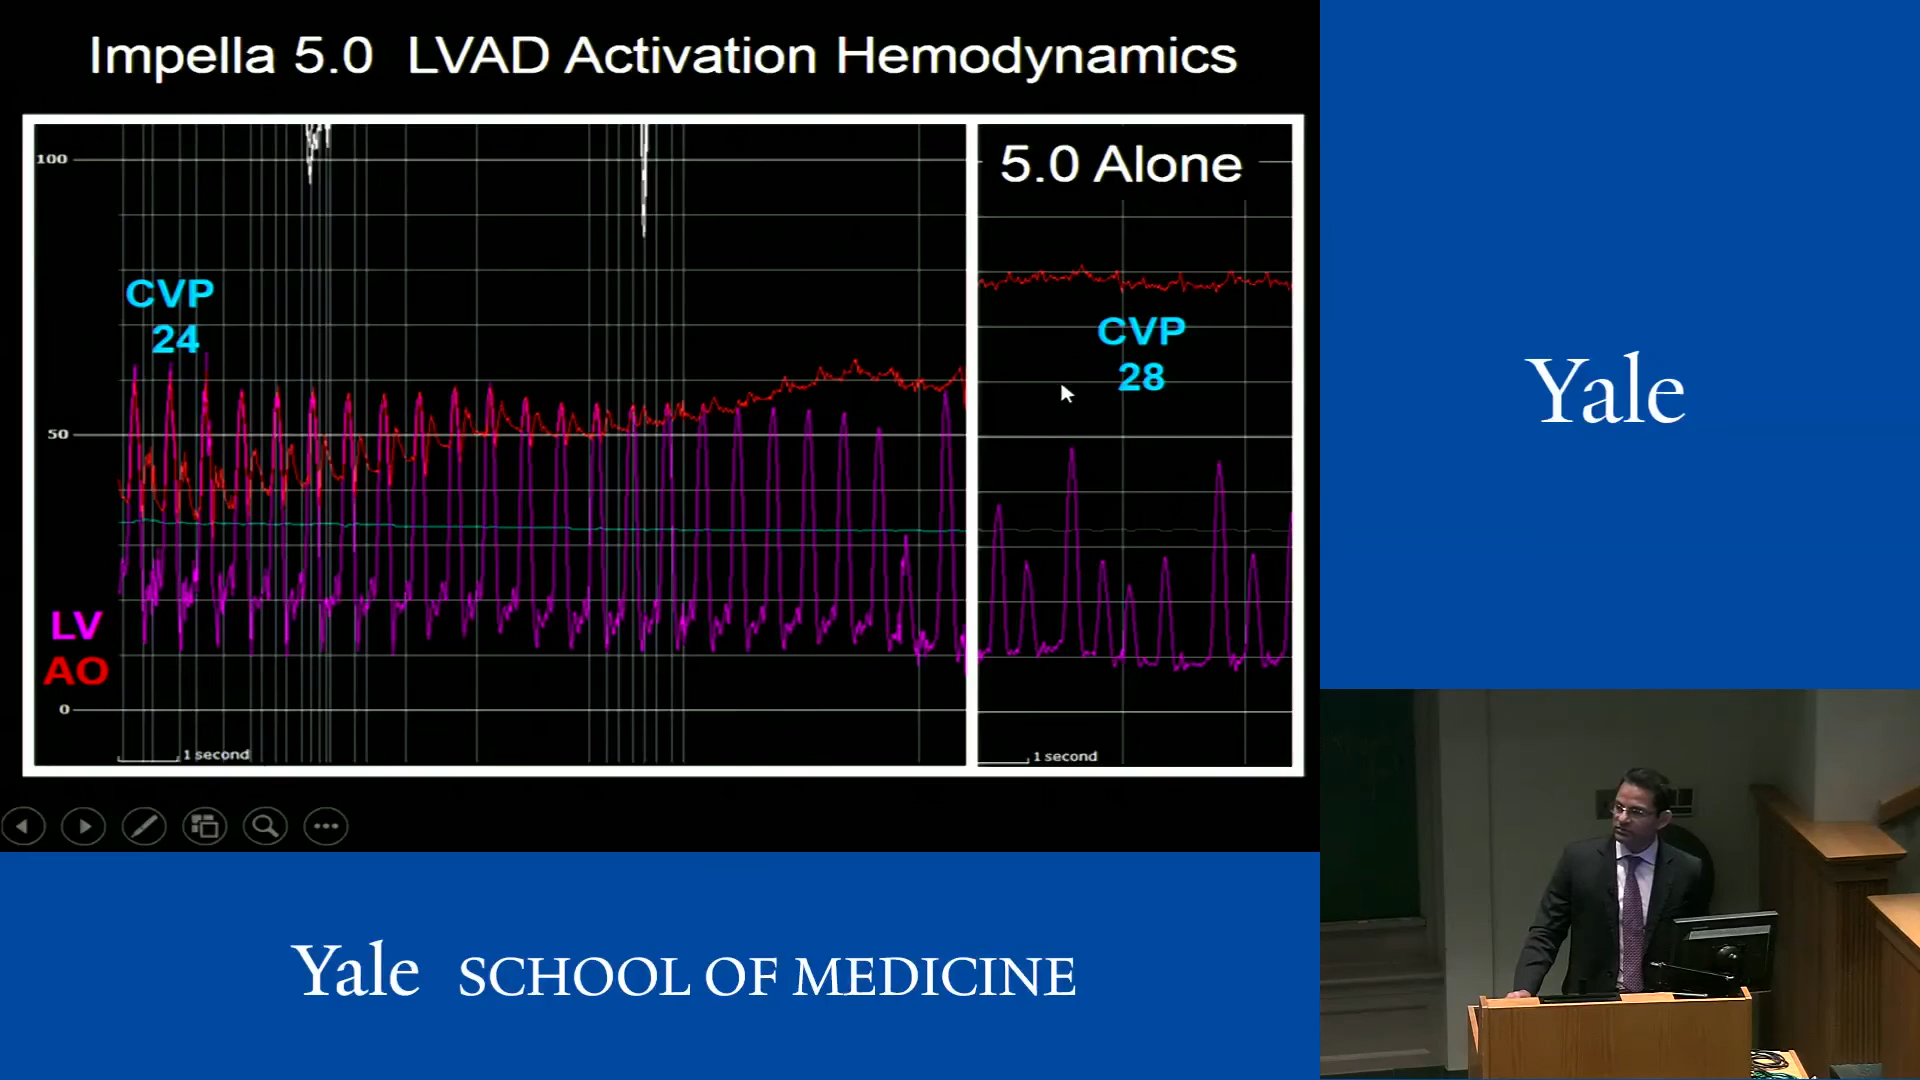 Impella 5.0 LVAD Activation Hemodynamics
100
50
0
CVP
24
LV
AO
1 second
5.0 Alone
CVP
28
1 second
Yale
Yale SCHOOL OF MEDICINE